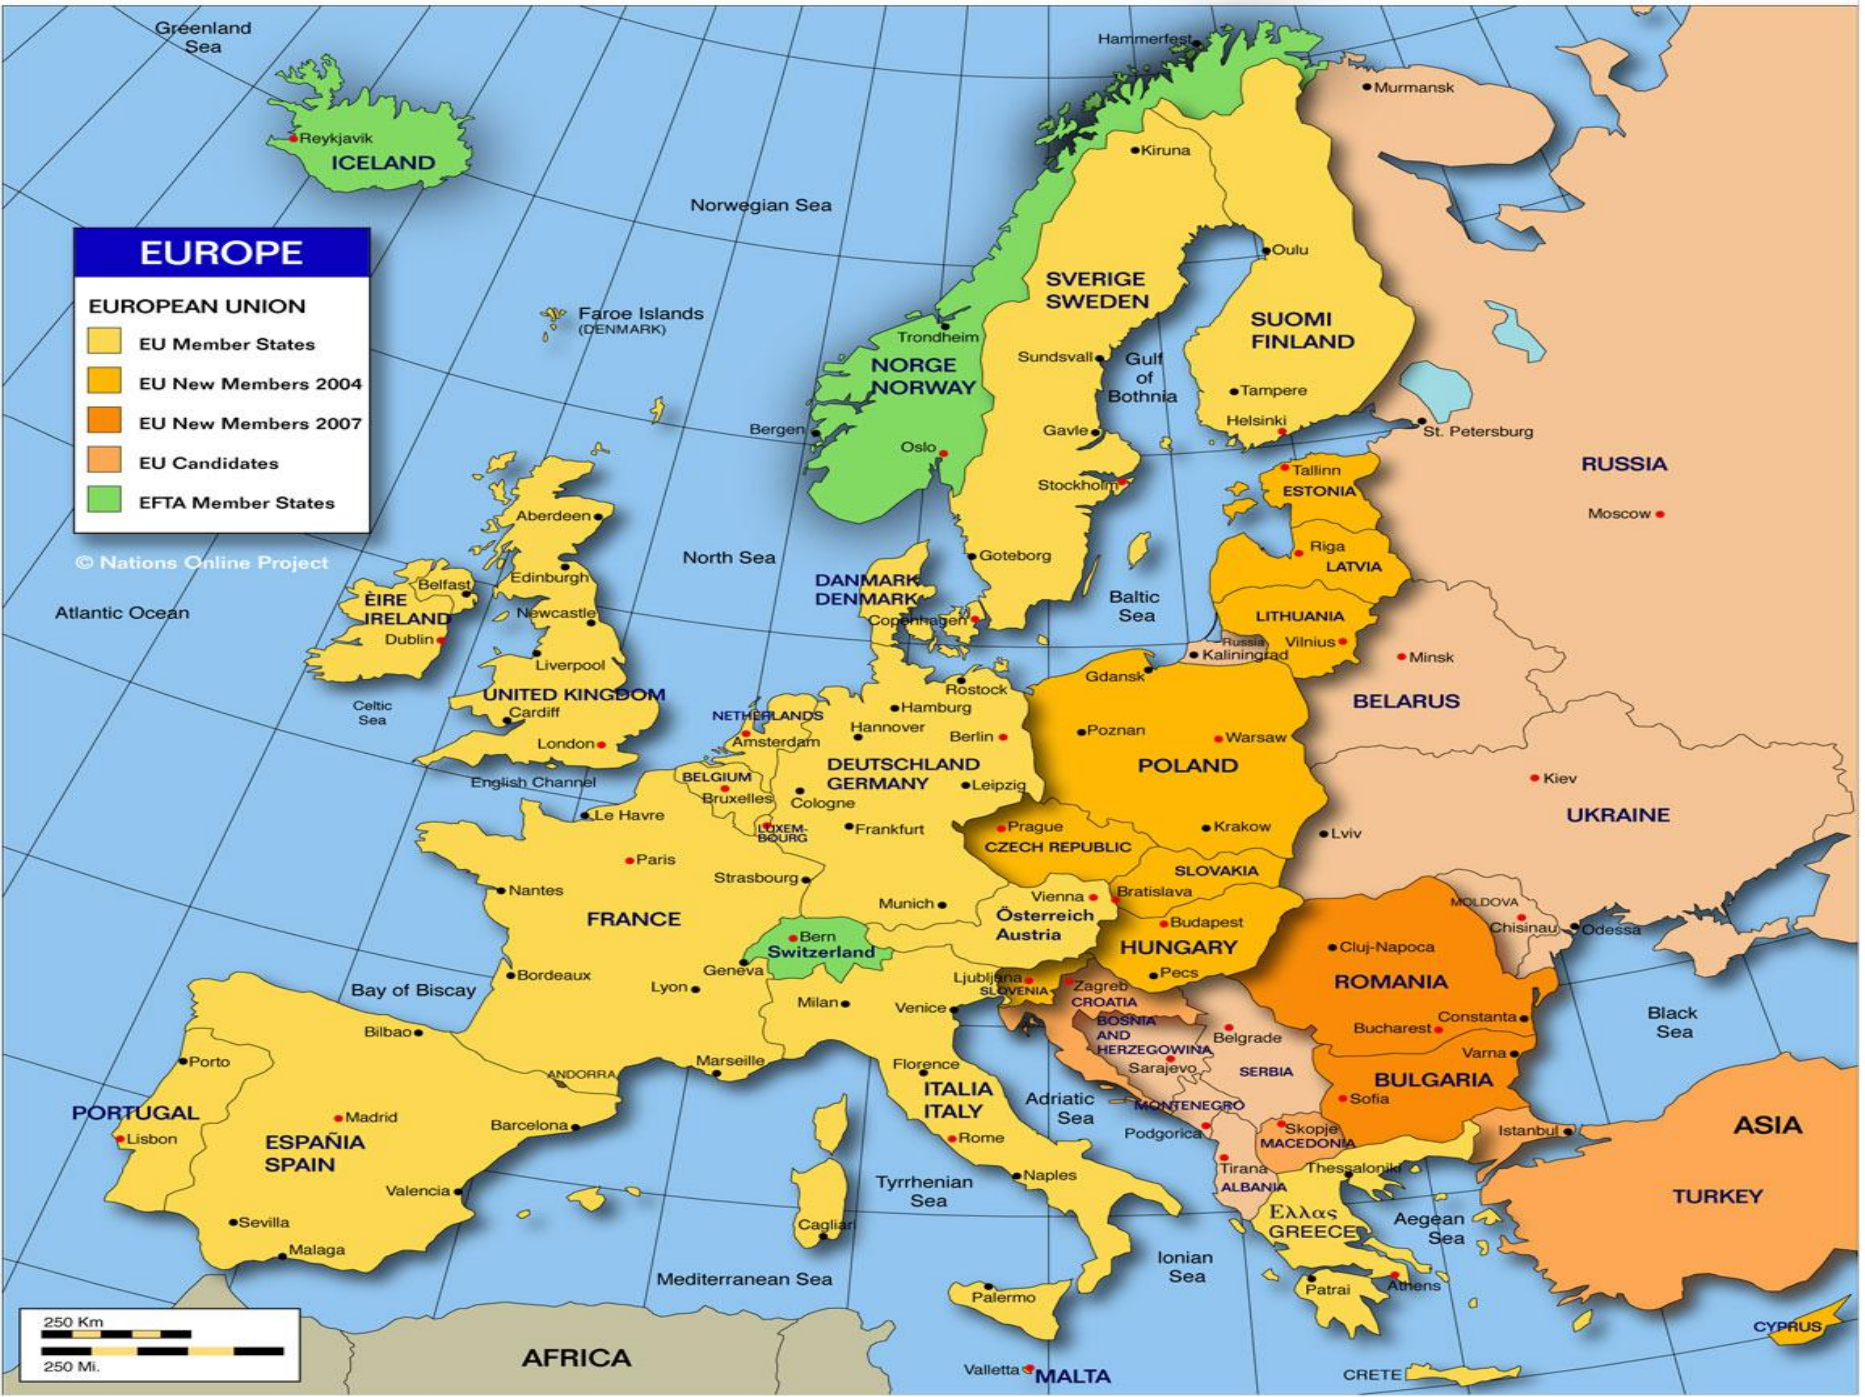 Greenland
Sea
Hammerfest
Murmansk
Reykjavik
ICELAND
Kiruna
Norwegian Sea
EUROPE
EUROPEAN UNION
EU Member States
EU New Members 2004
EU New Members 2007
EU Candidates
EFTA Member States
© Nations Online Project
Oulu
SVERIGE
SWEDEN
Faroe Islands
(DENMARK)
SUOMI
FINLAND
Trondheim
Sundsvall
Gulf
of
Bothnia
NORGE
NORWAY
Tampere
Helsinki
Bergen
Gavle
St. Petersburg
Oslo
RUSSIA
Tallinn
ESTONIA
Stockholm
Moscow
Aberdeen
North Sea
Goteborg
Riga
LATVIA
Edinburgh
Belfast
DANMARK
DENMARK
Baltic
Sea
Atlantic Ocean
ÈIRE
IRELAND
Newcastle
Copenhagen
LITHUANIA
Dublin
Russia
Kaliningrad
Vilnius
Minsk
Liverpool
Gdansk
UNITED KINGDOM
Rostock
BELARUS
Celtic
Sea
Cardiff
NETHERLANDS
Hamburg
Hannover
London
Amsterdam
Berlin
Poznan
Warsaw
English Channel
BELGIUM
Bruxelles
DEUTSCHLAND
GERMANY
Leipzig
POLAND
Kiev
Cologne
UKRAINE
Le Havre
LUXEM-
BOURG
Frankfurt
Prague
Krakow
Lviv
CZECH REPUBLIC
Paris
Strasbourg
SLOVAKIA
Nantes
Vienna
Bratislava
Munich
MOLDOVA
FRANCE
Österreich
Austria
Budapest
Chisinau
Odessa
Bern
Switzerland
HUNGARY
Cluj-Napoca
Geneva
Pecs
Bordeaux
Ljubljana
SLOVENIA
ROMANIA
Bay of Biscay
Lyon
Milan
Venice
Zagreb
CROATIA
Constanta
Black
Sea
Bilbao
BOSNIA
AND
HERZEGOWINA
Belgrade
Bucharest
Porto
Marseille
Florence
Sarajevo
SERBIA
Varna
ANDORRA
ITALIA
ITALY
BULGARIA
Adriatic
Sea
MONTENEGRO
Sofia
PORTUGAL
Madrid
Barcelona
Podgorica
Skopje
MACEDONIA
Istanbul
ASIA
Lisbon
ESPAÑIA
SPAIN
Rome
Tirana
ALBANIA
Thessaloniki
Valencia
Tyrrhenian
Sea
Naples
TURKEY
Sevilla
Cagliari
Ελλας
GREECE
Aegean
Sea
Malaga
Mediterranean Sea
Ionian
Sea
Palermo
Patrai
Athens
250 Km
250 Mi.
AFRICA
CYPRUS
Valletta
MALTA
CRETE